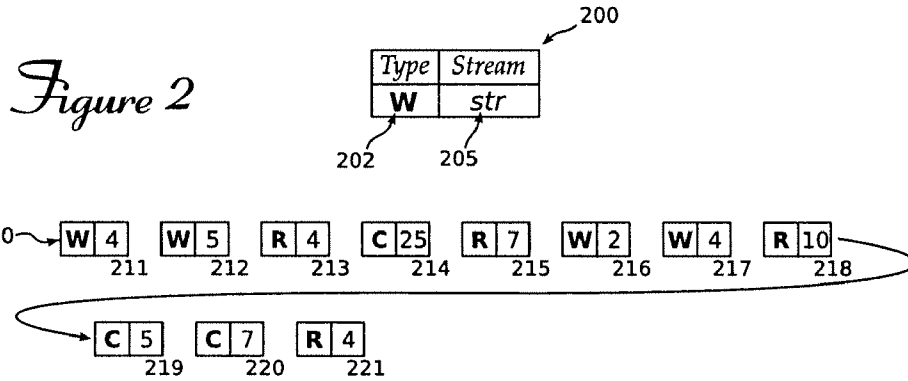 200
Type Stream
W str
202 205
Figure 2
0 W 4 W 5 R 4 C 25 R 7 W 2 W 4 R 10
211 212 213 214 215 216 217 218
C 5 C 7 R 4
219 220 221